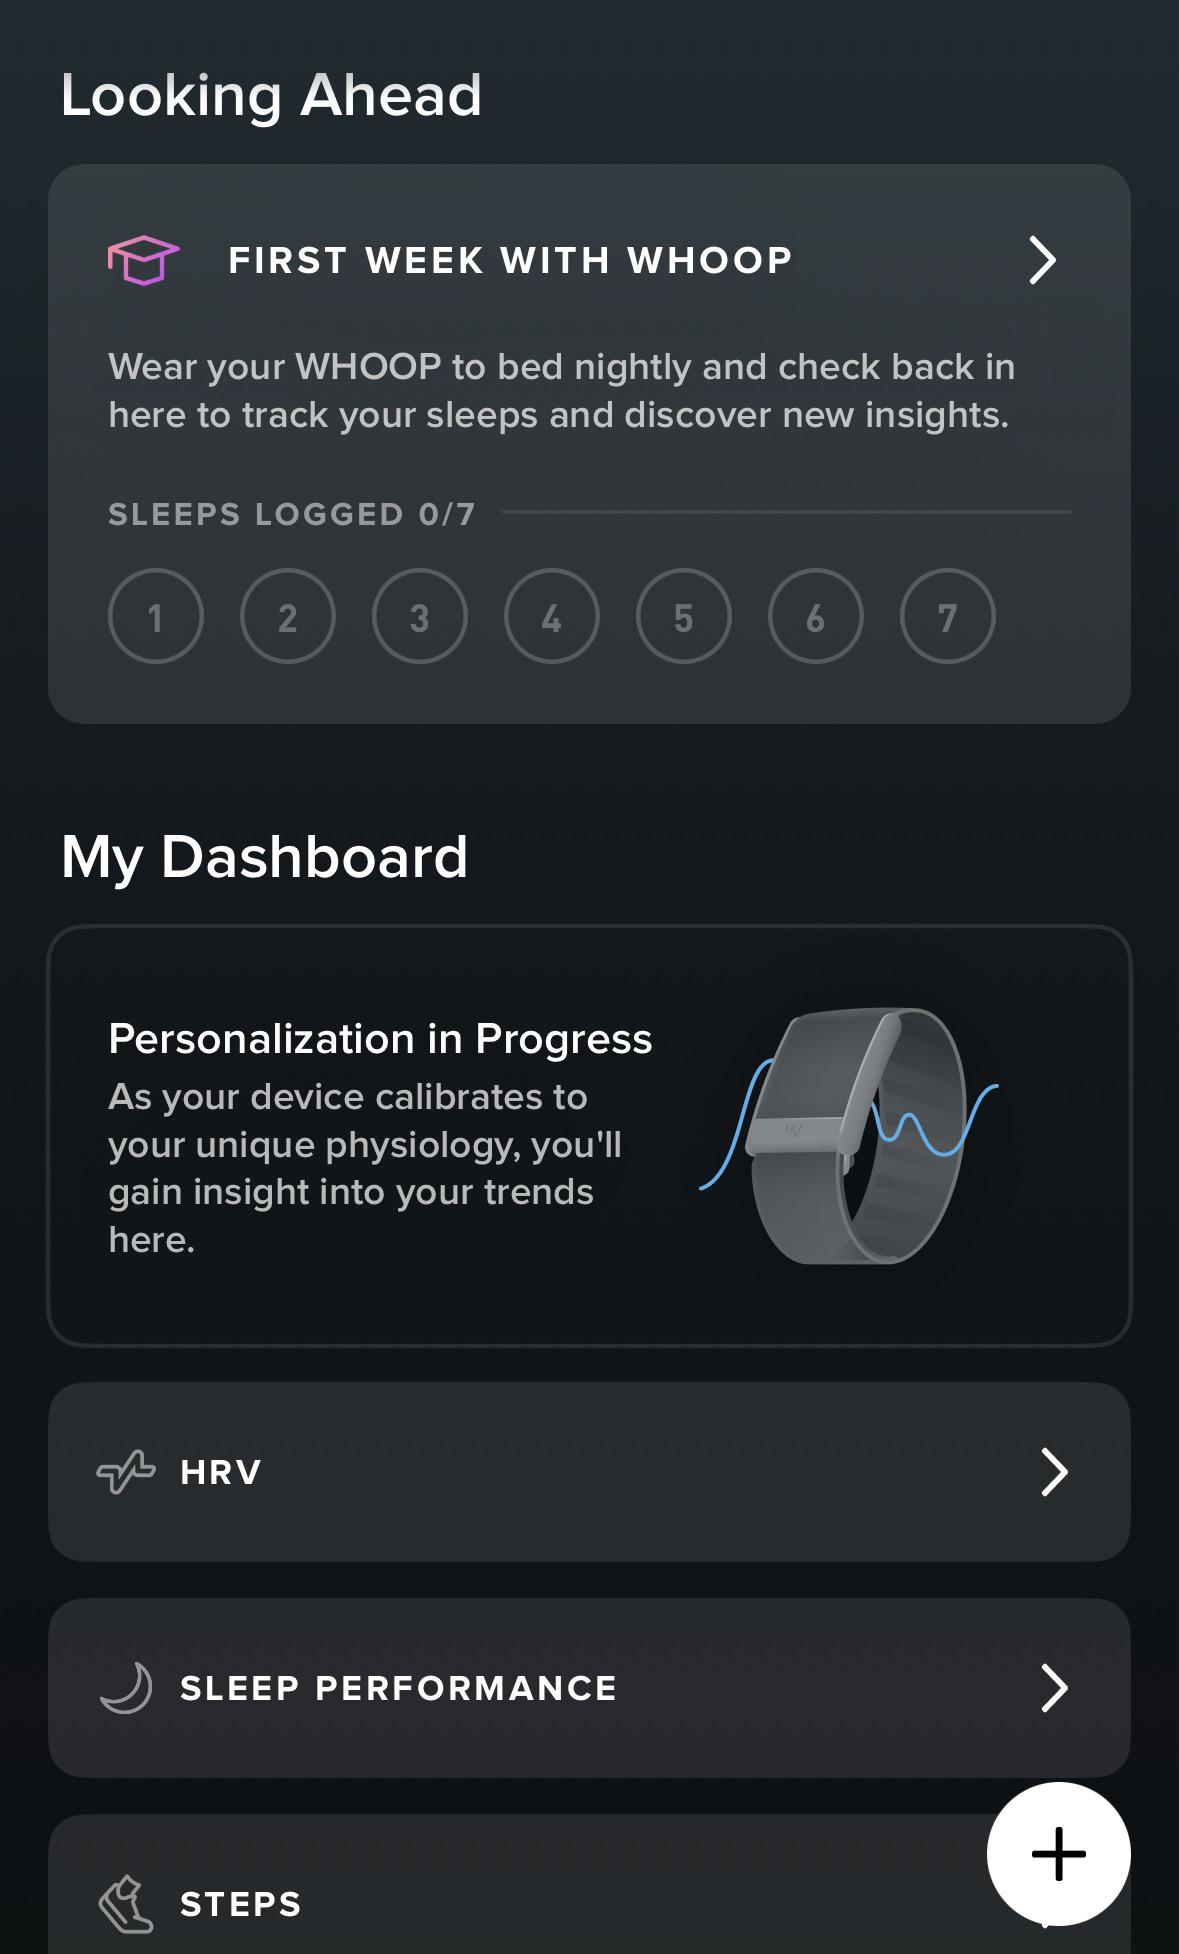 Looking Ahead
FIRST WEEK WITH WHOOP
Wear your WHOOP to bed nightly and check back in
here to track your sleeps and discover new insights.
SLEEPS LOGGED 0/7
1 2 3 4 5 6 7
My Dashboard
Personalization in Progress
As your device calibrates to
your unique physiology, you'll
gain insight into your trends
here.
W
HRV
SLEEP PERFORMANCE
STEPS